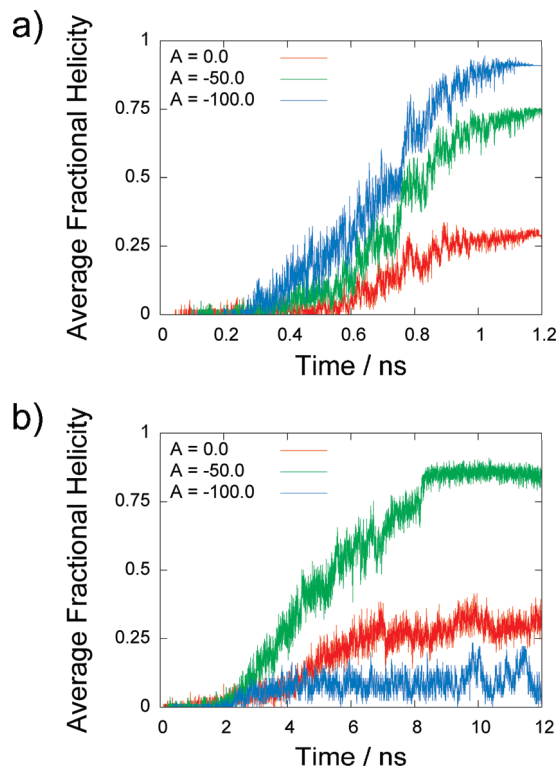 a)
Average Fractional Helicity
1
0.75
0.5
0.25
0
A = 0.0
A = -50.0
A = -100.0
0 0.2 0.4 0.6 0.8 1 1.2
Time / ns
b)
Average Fractional Helicity
1
0.75
0.5
0.25
0
A = 0.0
A = -50.0
A = -100.0
0 2 4 6 8 10 12
Time / ns